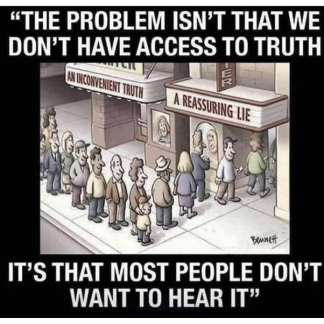 “THE PROBLEM ISN'T THAT WE
DON'T HAVE ACCESS TO TRUTH
AN INCONVENIENT TRUTH
A REASSURING LIE
BENNETT
IT'S THAT MOST PEOPLE DON'T
WANT TO HEAR IT”